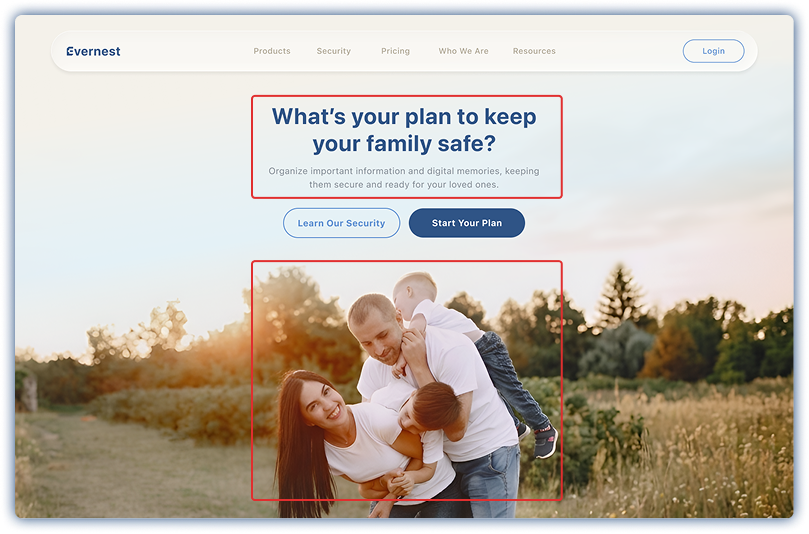 Evernest
Products
Security
Pricing
Who We Are
Resources
Login
What's your plan to keep
your family safe?
Organize important information and digital memories, keeping
them secure and ready for your loved ones.
Learn Our Security
Start Your Plan